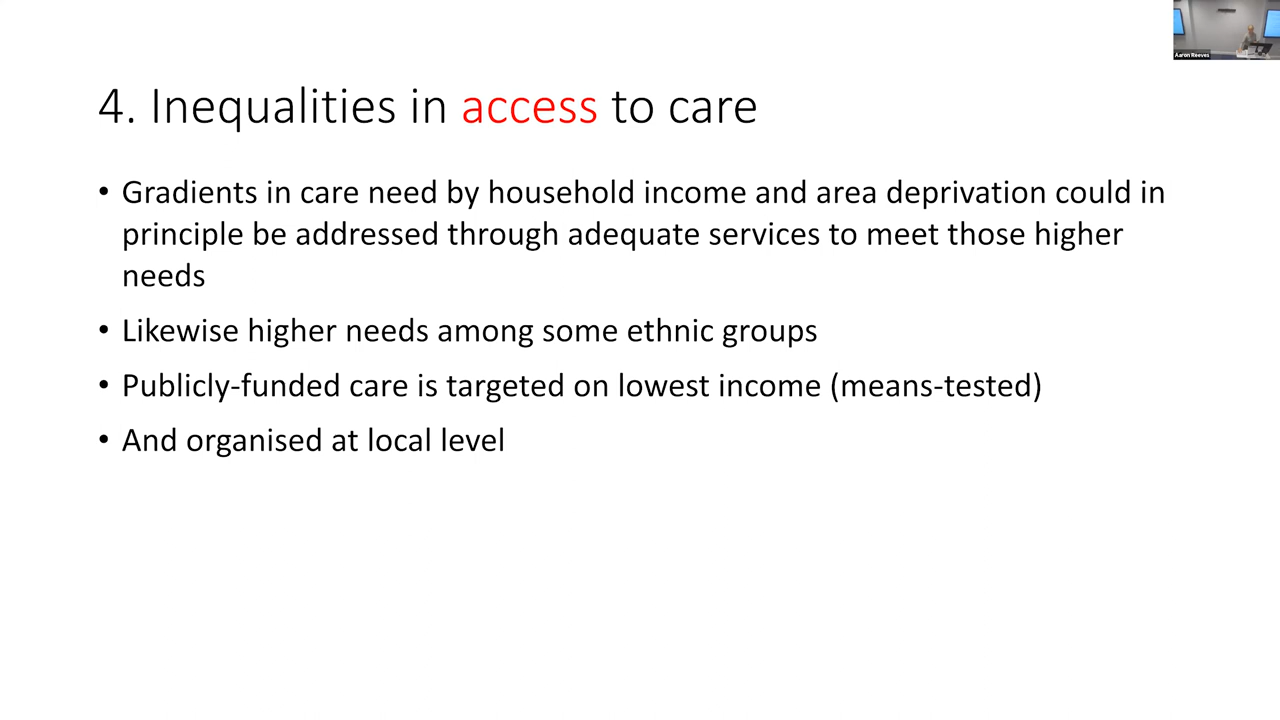 Aaron Reeves
4. Inequalities in access to care
• Gradients in care need by household income and area deprivation could in
principle be addressed through adequate services to meet those higher
needs
• Likewise higher needs among some ethnic groups
• Publicly-funded care is targeted on lowest income (means-tested)
• And organised at local level